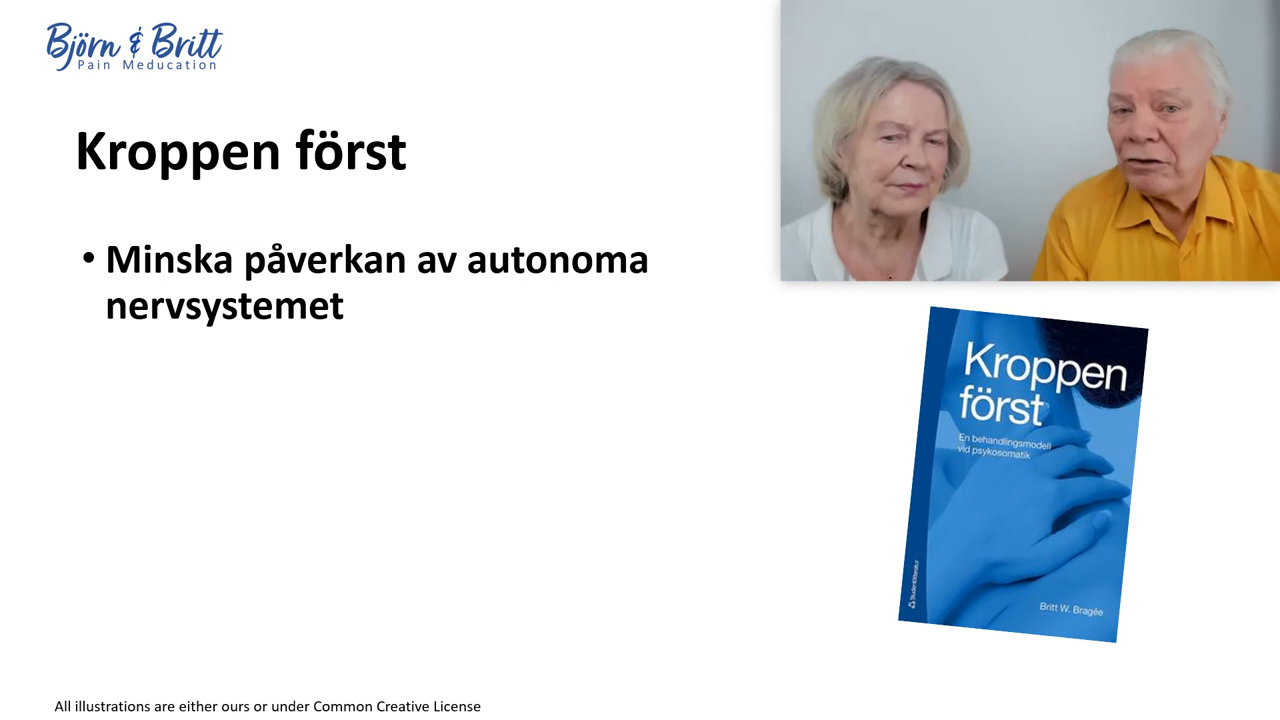 Björn & Britt
Pain Meducation
Kroppen först
• Minska påverkan av autonoma
nervsystemet
Kroppen
först
En behandlingsmodell
vid psykosomatik
Studentlitteratur
Britt W. Bragée
All illustrations are either ours or under Common Creative License